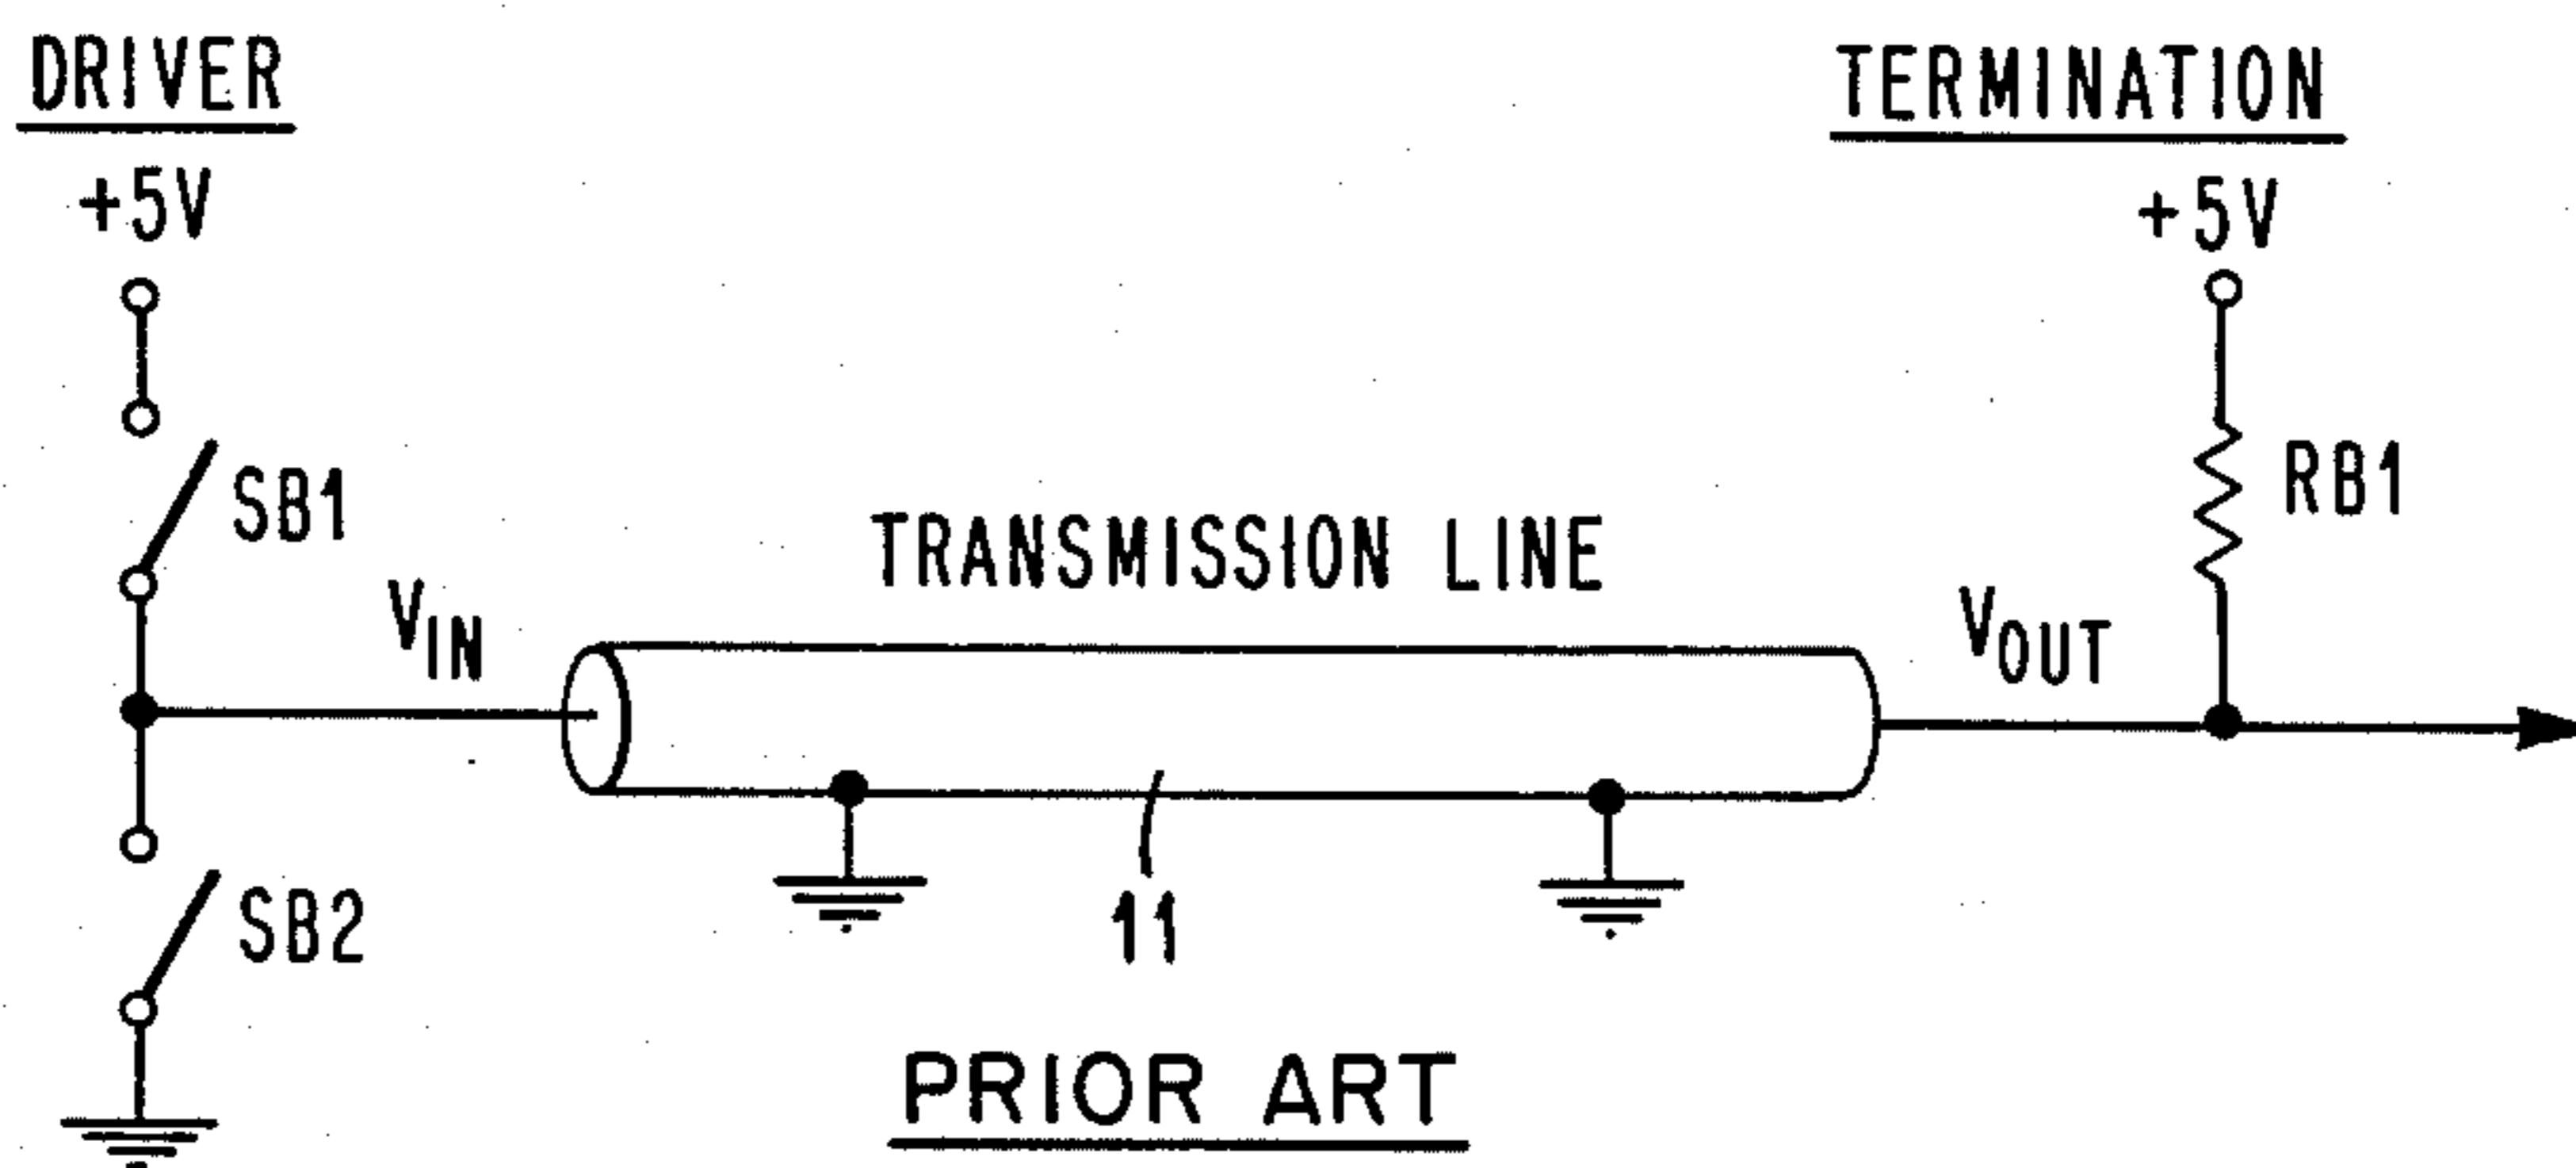 DRIVER
TERMINATION
+5V
+5V
SB1
RB1
TRANSMISSION LINE
VIN
VOUT
SB2
11
PRIOR ART